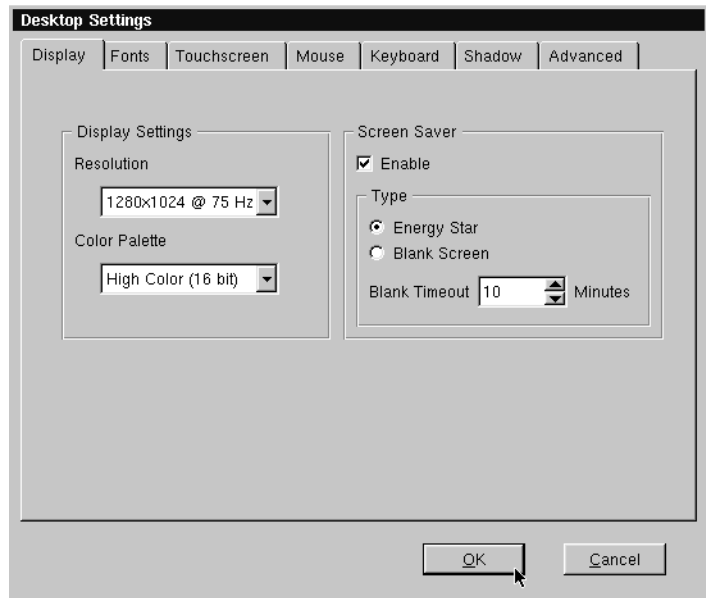 Desktop Settings
Display Fonts Touchscreen Mouse Keyboard Shadow Advanced
Display Settings
Resolution
1280x1024 @ 75 Hz
Color Palette
High Color (16 bit)
Screen Saver
Enable
Type
Energy Star
Blank Screen
Blank Timeout 10 Minutes
OK Cancel